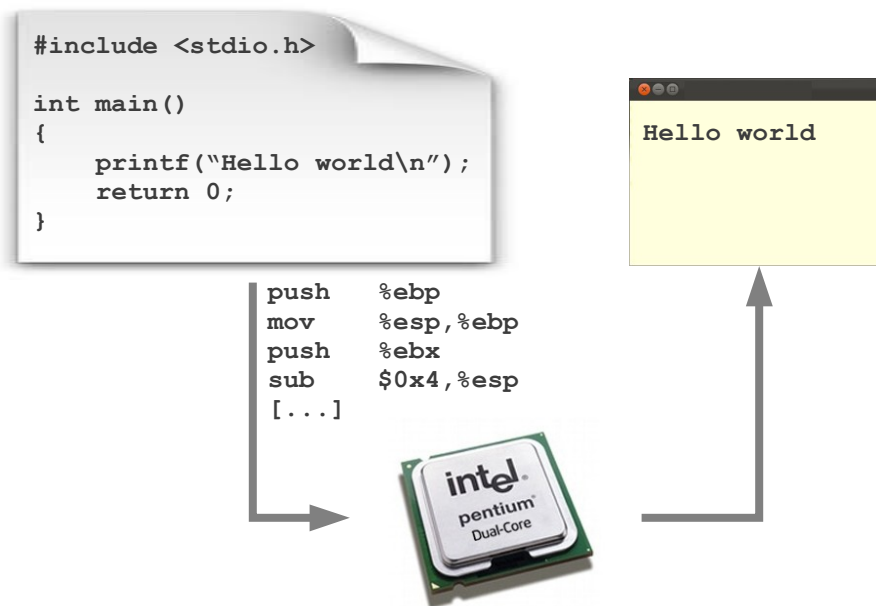 #include <stdio.h>
int main()
{
    printf(“Hello world\n”);
    return 0;
}
Hello world
push    %ebp
mov     %esp,%ebp
push    %ebx
sub     $0x4,%esp
[...]
intel.
pentium®
Dual-Core